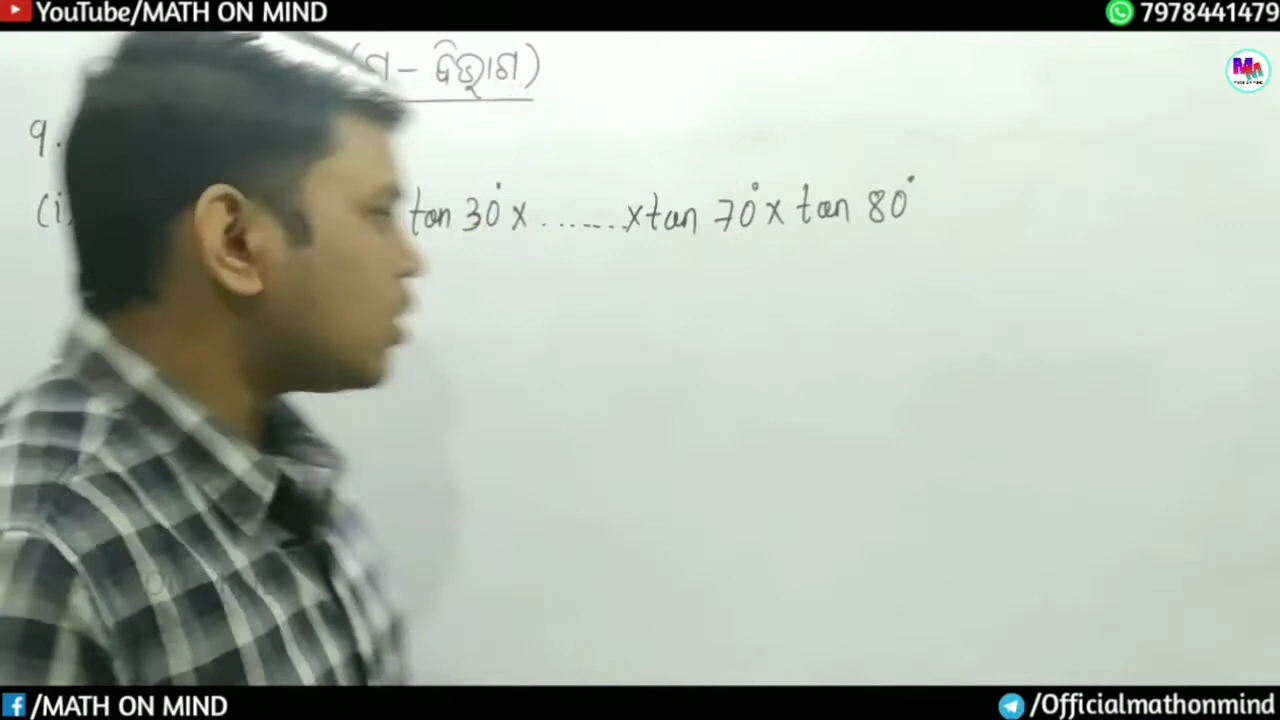 YouTube/MATH ON MIND
7978441479
- ବିଭାଗ)
9.
(i)
tan 30° x ....... x tan 70° x tan 80°
/MATH ON MIND
/Officialmathonmind